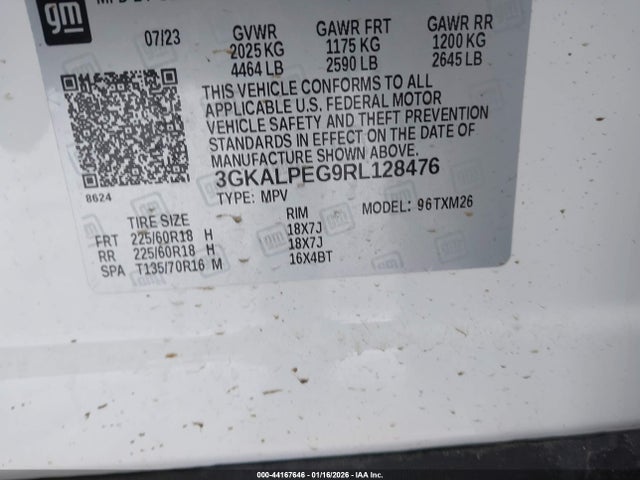 gm
07/23
GVWR GAWR FRT GAWR RR
2025 KG 1175 KG 1200 KG
4464 LB 2590 LB 2645 LB
THIS VEHICLE CONFORMS TO ALL
APPLICABLE U.S. FEDERAL MOTOR
VEHICLE SAFETY AND THEFT PREVENTION
STANDARDS IN EFFECT ON THE DATE OF
MANUFACTURE SHOWN ABOVE.
3GKALPEG9RL128476
8624
TYPE: MPV MODEL: 96TXM26
TIRE SIZE RIM
FRT 225/60R18 H 18X7J
RR 225/60R18 H 18X7J
SPA T135/70R16 M 16X4BT
000-44167646 - 01/16/2026 - IAA Inc.